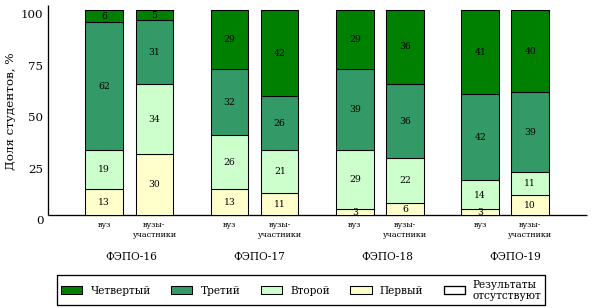 100
75
50
25
0
Доля студентов, %
6 5 29 42 29 36 41 40
62 31 32 26 39 36 42 39
19 34 26 21 29 22 14 11
13 30 13 11 3 6 3 10
вуз вузы-участники вуз вузы-участники вуз вузы-участники вуз вузы-участники
ФЭПО-16 ФЭПО-17 ФЭПО-18 ФЭПО-19
Четвертый Третий Второй Первый Результаты
отсутствуют